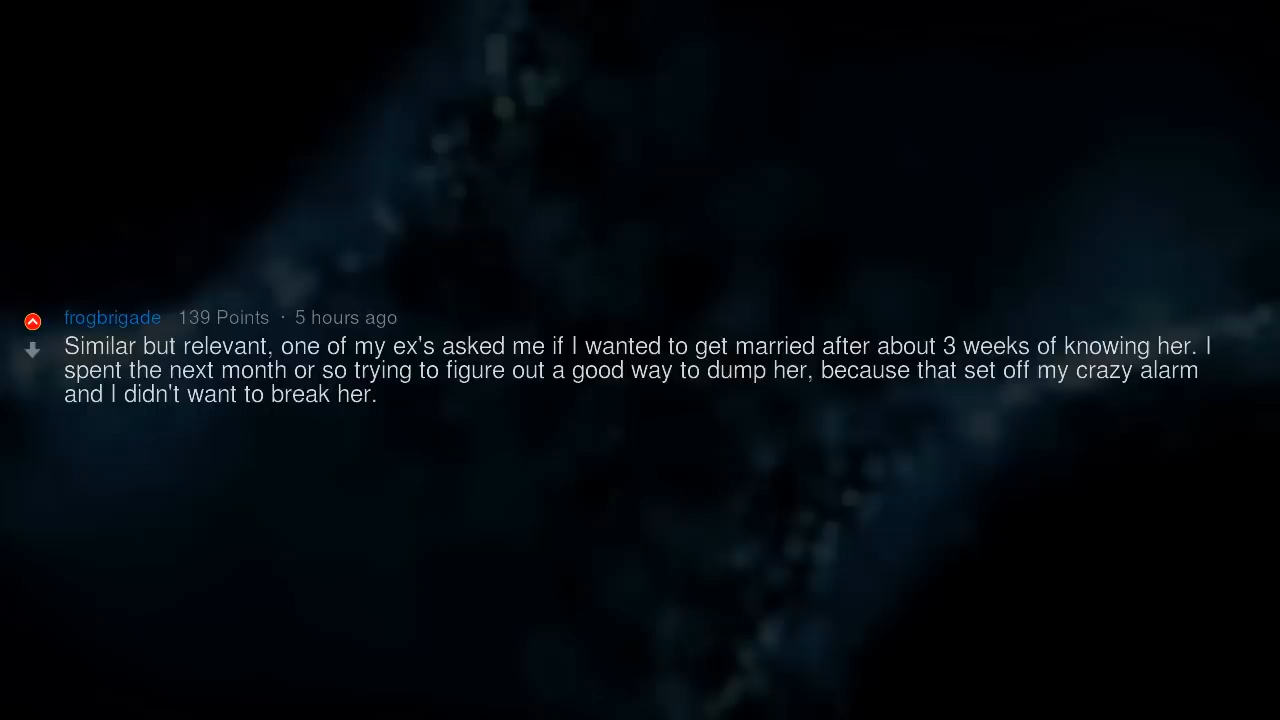 frogbrigade 139 Points · 5 hours ago
Similar but relevant, one of my ex's asked me if I wanted to get married after about 3 weeks of knowing her. I
spent the next month or so trying to figure out a good way to dump her, because that set off my crazy alarm
and I didn't want to break her.